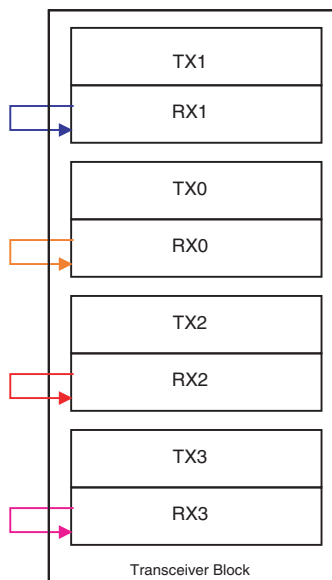 TX1
RX1
TX0
RX0
TX2
RX2
TX3
RX3
Transceiver Block